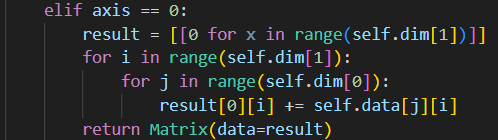 elif axis == 0:
    result = [[0 for x in range(self.dim[1])]]
    for i in range(self.dim[1]):
        for j in range(self.dim[0]):
            result[0][i] += self.data[j][i]
    return Matrix(data=result)